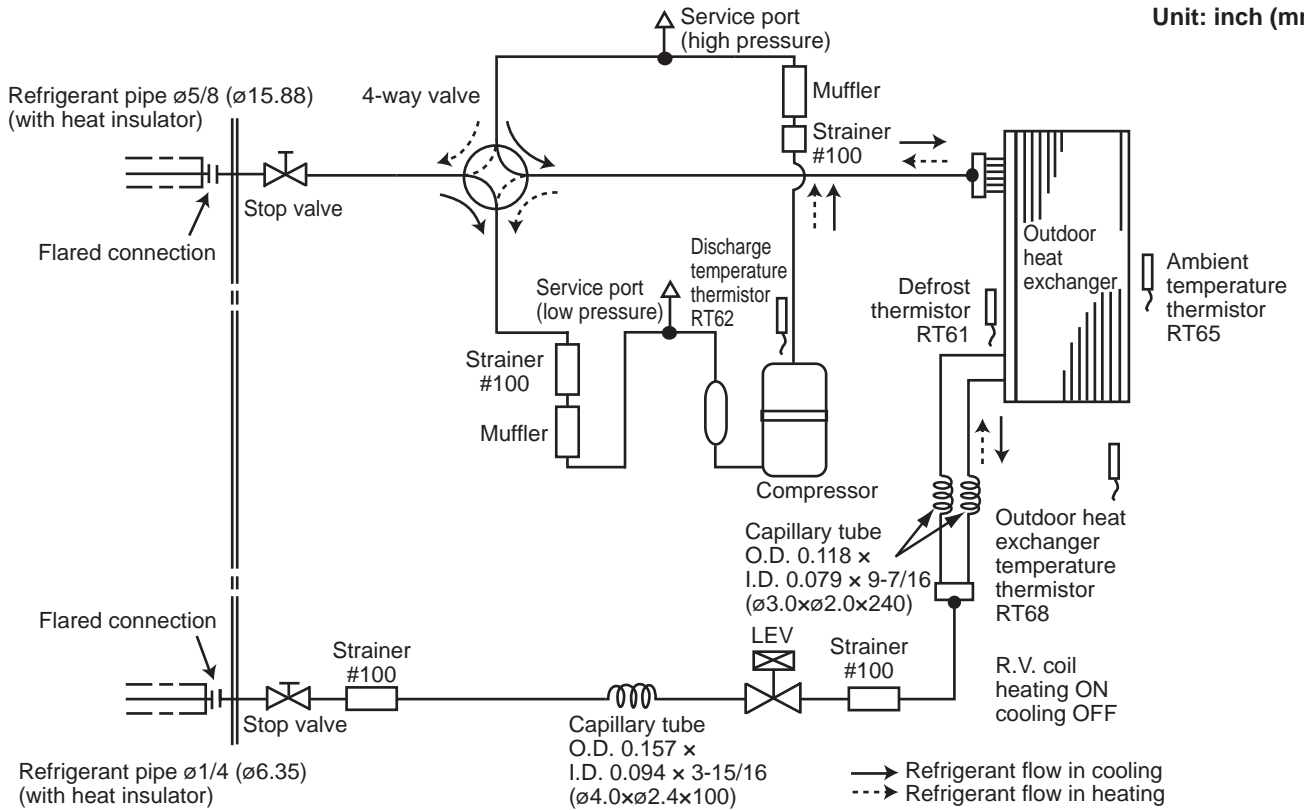 Unit: inch (mm
Service port
(high pressure)
Refrigerant pipe ø5/8 (ø15.88)
(with heat insulator)
4-way valve
Muffler
Strainer
#100
Stop valve
Flared connection
Outdoor
heat
exchanger
Discharge
temperature
thermistor
RT62
Service port
(low pressure)
Defrost
thermistor
RT61
Ambient
temperature
thermistor
RT65
Strainer
#100
Muffler
Compressor
Capillary tube
O.D. 0.118 ×
I.D. 0.079 × 9-7/16
(ø3.0×ø2.0×240)
Outdoor heat
exchanger
temperature
thermistor
RT68
Flared connection
Strainer
#100
LEV
Strainer
#100
R.V. coil
heating ON
cooling OFF
Stop valve
Capillary tube
O.D. 0.157 ×
I.D. 0.094 × 3-15/16
(ø4.0×ø2.4×100)
Refrigerant pipe ø1/4 (ø6.35)
(with heat insulator)
Refrigerant flow in cooling
Refrigerant flow in heating